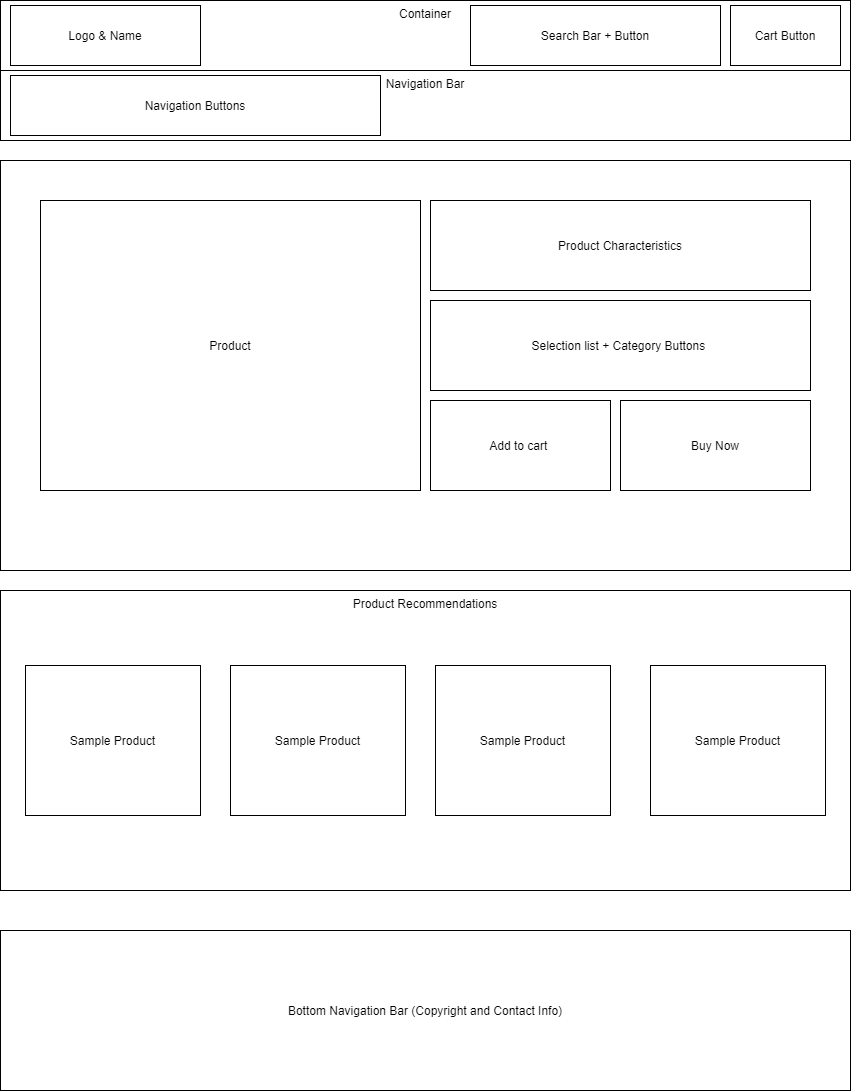 Container
Logo & Name
Search Bar + Button
Cart Button
Navigation Bar
Navigation Buttons
Product
Product Characteristics
Selection list + Category Buttons
Add to cart
Buy Now
Product Recommendations
Sample Product
Sample Product
Sample Product
Sample Product
Bottom Navigation Bar (Copyright and Contact Info)